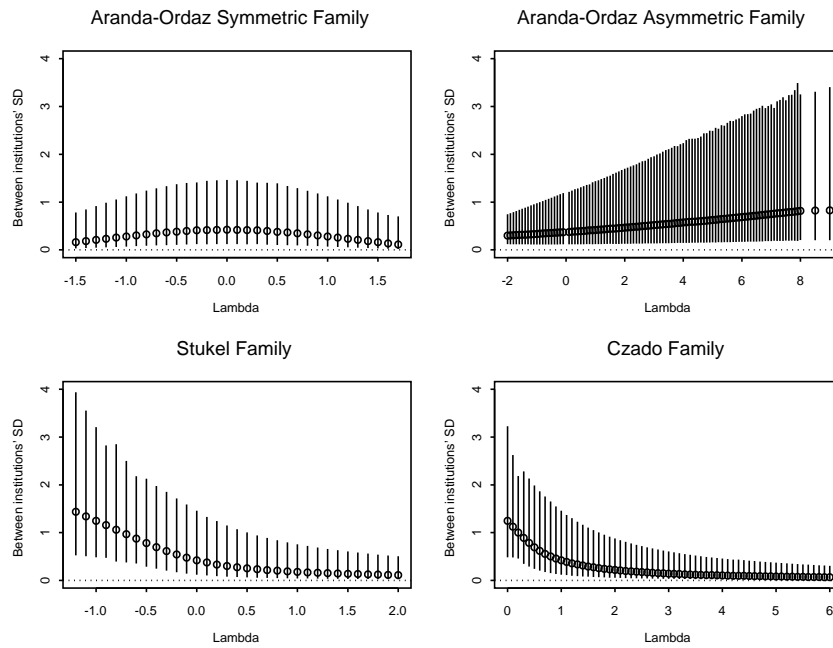 Aranda-Ordaz Symmetric Family
Between institutions' SD
0 1 2 3 4
-1.5 -1.0 -0.5 0.0 0.5 1.0 1.5
Lambda
Aranda-Ordaz Asymmetric Family
Between institutions' SD
0 1 2 3 4
-2 0 2 4 6 8
Lambda
Stukel Family
Between institutions' SD
0 1 2 3 4
-1.0 -0.5 0.0 0.5 1.0 1.5 2.0
Lambda
Czado Family
Between institutions' SD
0 1 2 3 4
0 1 2 3 4 5 6
Lambda